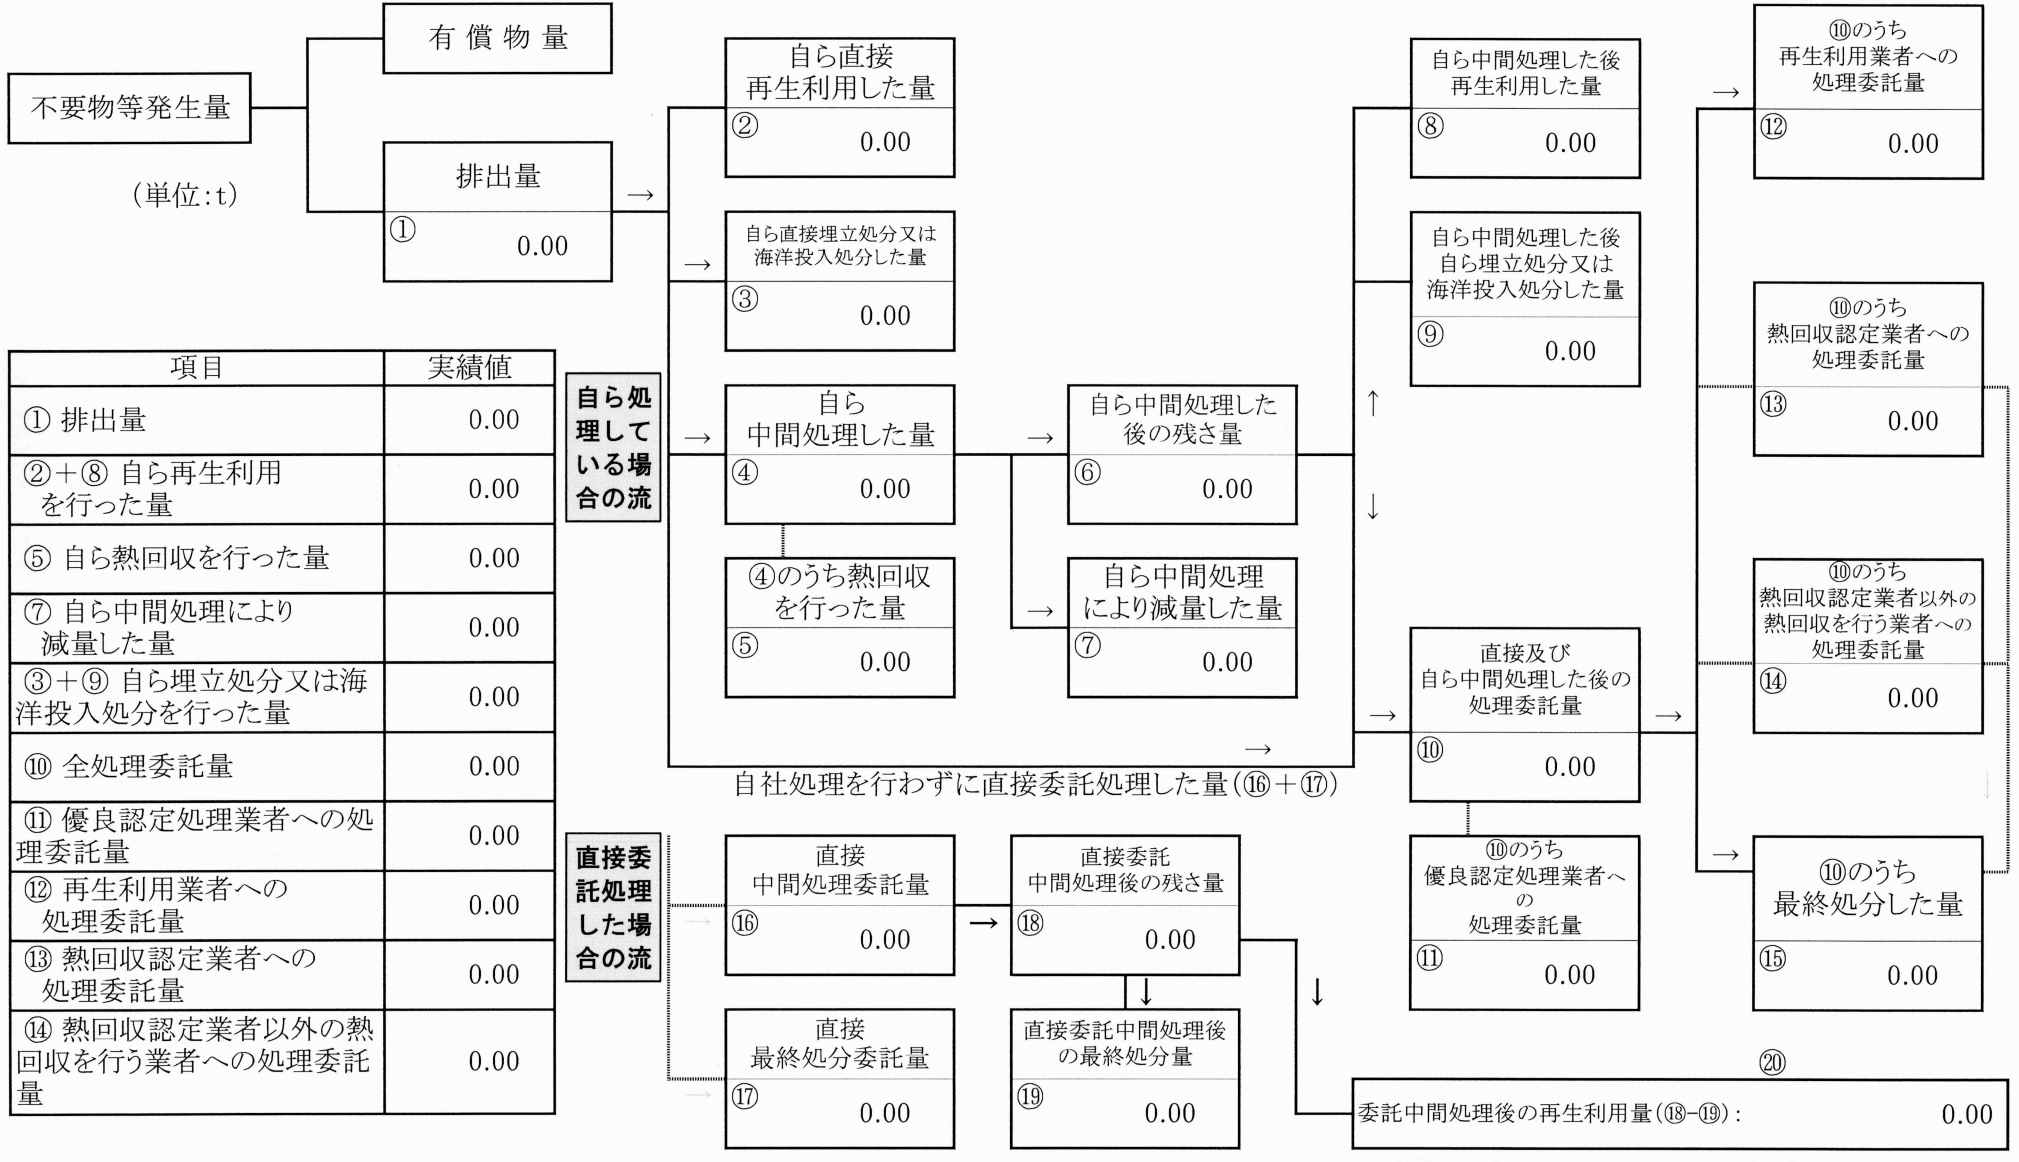 不要物等発生量
(単位:t)
有償物量
排出量
①
0.00
自ら直接
再生利用した量
②
0.00
自ら直接埋立処分又は
海洋投入処分した量
③
0.00
自ら
中間処理した量
④
0.00
④のうち熱回収
を行った量
⑤
0.00
自ら中間処理した
後の残さ量
⑥
0.00
自ら中間処理
により減量した量
⑦
0.00
自ら中間処理した後
再生利用した量
⑧
0.00
自ら中間処理した後
自ら埋立処分又は
海洋投入処分した量
⑨
0.00
直接及び
自ら中間処理した後の
処理委託量
⑩
0.00
⑩のうち
優良認定処理業者へ
の
処理委託量
⑪
0.00
⑩のうち
再生利用業者への
処理委託量
⑫
0.00
⑩のうち
熱回収認定業者への
処理委託量
⑬
0.00
⑩のうち
熱回収認定業者以外の
熱回収を行う業者への
処理委託量
⑭
0.00
⑩のうち
最終処分した量
⑮
0.00
自ら処
理して
いる場
合の流
自社処理を行わずに直接委託処理した量(⑯+⑰)
直接委
託処理
した場
合の流
直接
中間処理委託量
⑯
0.00
直接
最終処分委託量
⑰
0.00
直接委託
中間処理後の残さ量
⑱
0.00
直接委託中間処理後
の最終処分量
⑲
0.00
⑳
委託中間処理後の再生利用量(⑱-⑲): 0.00
項目 実績値
① 排出量 0.00
②+⑧ 自ら再生利用
を行った量 0.00
⑤ 自ら熱回収を行った量 0.00
⑦ 自ら中間処理により
減量した量 0.00
③+⑨ 自ら埋立処分又は海
洋投入処分を行った量 0.00
⑩ 全処理委託量 0.00
⑪ 優良認定処理業者への処
理委託量 0.00
⑫ 再生利用業者への
処理委託量 0.00
⑬ 熱回収認定業者への
処理委託量 0.00
⑭ 熱回収認定業者以外の熱
回収を行う業者への処理委託
量 0.00